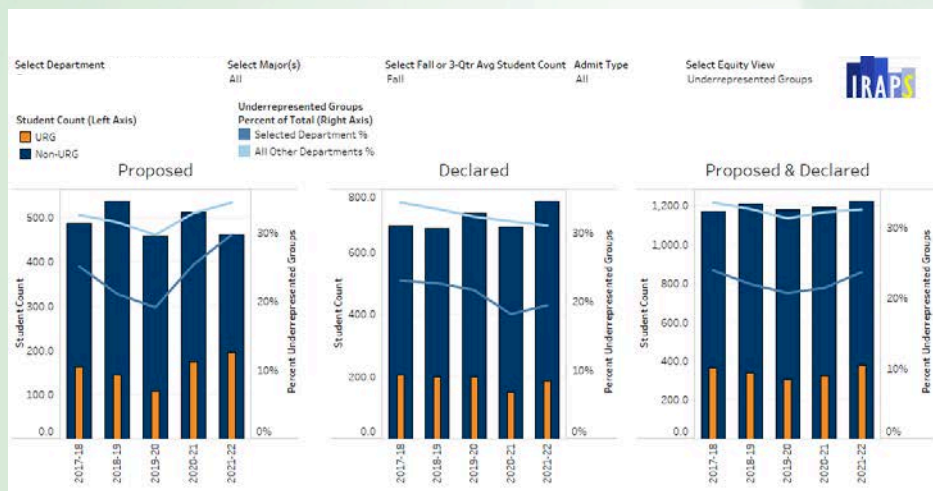 Select Department
Select Major(s)
All
Select Fall or 3-Qtr Avg Student Count
Fall
Admit Type
All
Select Equity View
Underrepresented Groups
IRAPS
Student Count (Left Axis)
URG
Non-URG
Underrepresented Groups
Percent of Total (Right Axis)
Selected Department %
All Other Departments %
Proposed
Student Count
500.0
400.0
300.0
200.0
100.0
0.0
30%
20%
10%
0%
Percent Underrepresented Groups
2017-18
2018-19
2019-20
2020-21
2021-22
Declared
Student Count
800.0
600.0
400.0
200.0
0.0
30%
20%
10%
0%
Percent Underrepresented Groups
2017-18
2018-19
2019-20
2020-21
2021-22
Proposed & Declared
Student Count
1,200.0
1,000.0
800.0
600.0
400.0
200.0
0.0
30%
20%
10%
0%
Percent Underrepresented Groups
2017-18
2018-19
2019-20
2020-21
2021-22